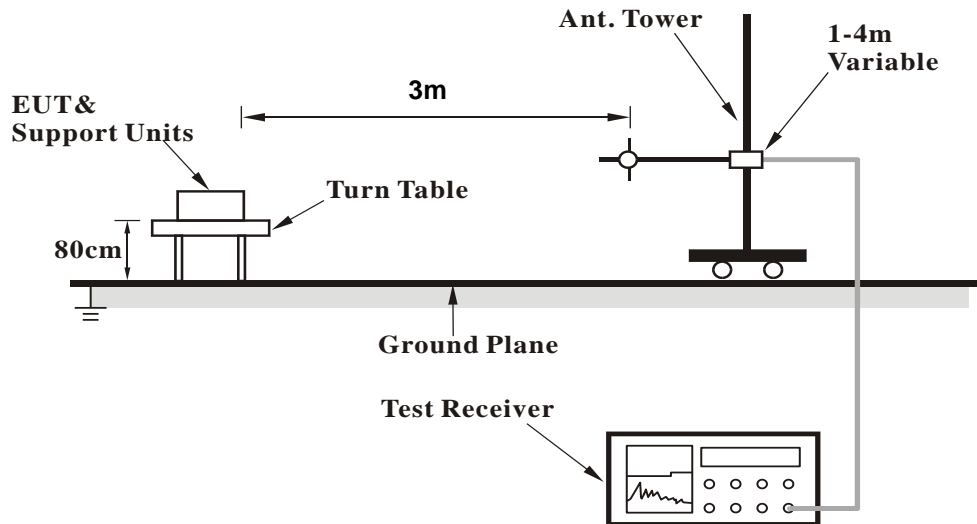 Ant. Tower
1-4m
Variable
3m
EUT&
Support Units
Turn Table
80cm
Ground Plane
Test Receiver